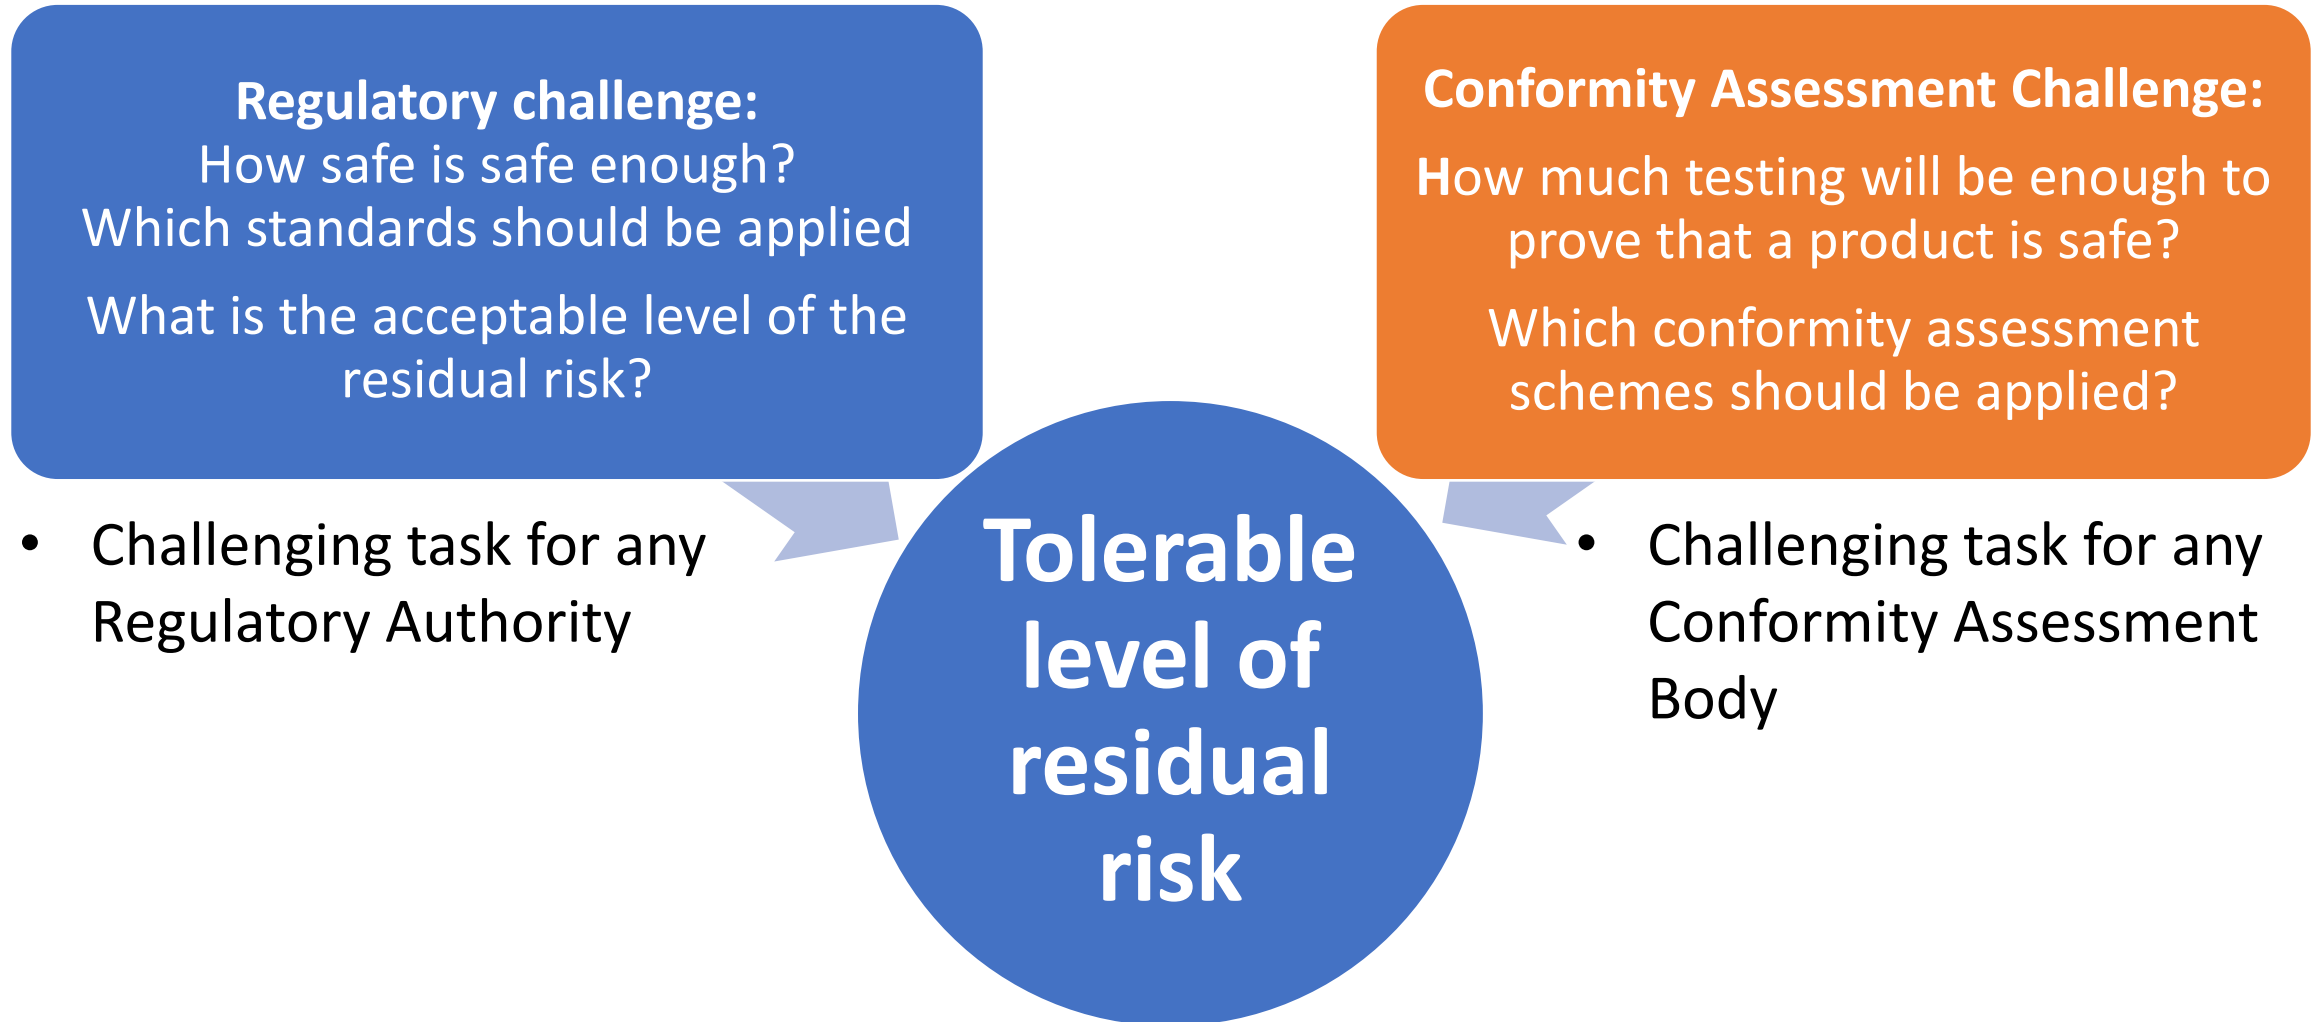 Regulatory challenge:
How safe is safe enough?
Which standards should be applied
What is the acceptable level of the
residual risk?
• Challenging task for any
Regulatory Authority
Conformity Assessment Challenge:
How much testing will be enough to
prove that a product is safe?
Which conformity assessment
schemes should be applied?
• Challenging task for any
Conformity Assessment
Body
Tolerable
level of
residual
risk